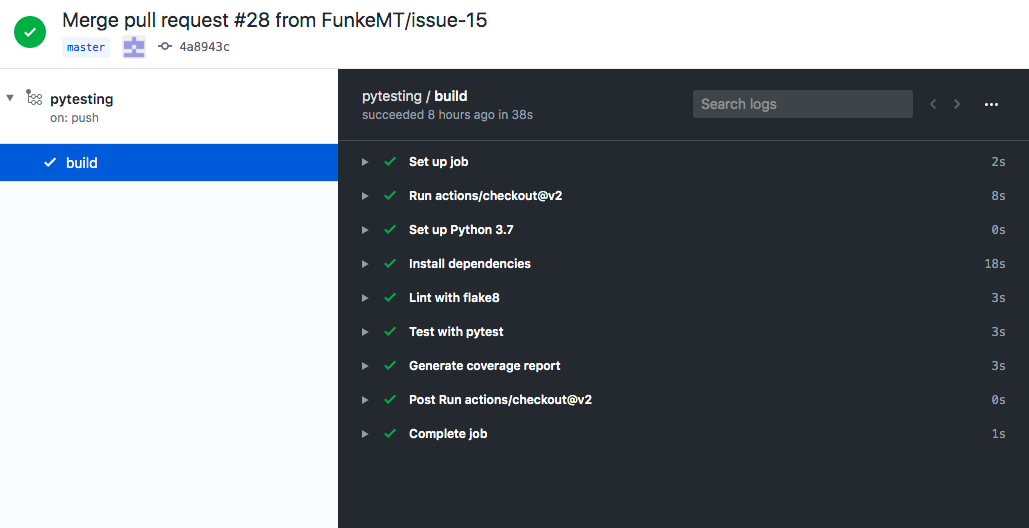 Merge pull request #28 from FunkeMT/issue-15
master 4a8943c
pytesting
on: push
build
pytesting / build
succeeded 8 hours ago in 38s
Search logs
Set up job 2s
Run actions/checkout@v2 8s
Set up Python 3.7 0s
Install dependencies 18s
Lint with flake8 3s
Test with pytest 3s
Generate coverage report 3s
Post Run actions/checkout@v2 0s
Complete job 1s